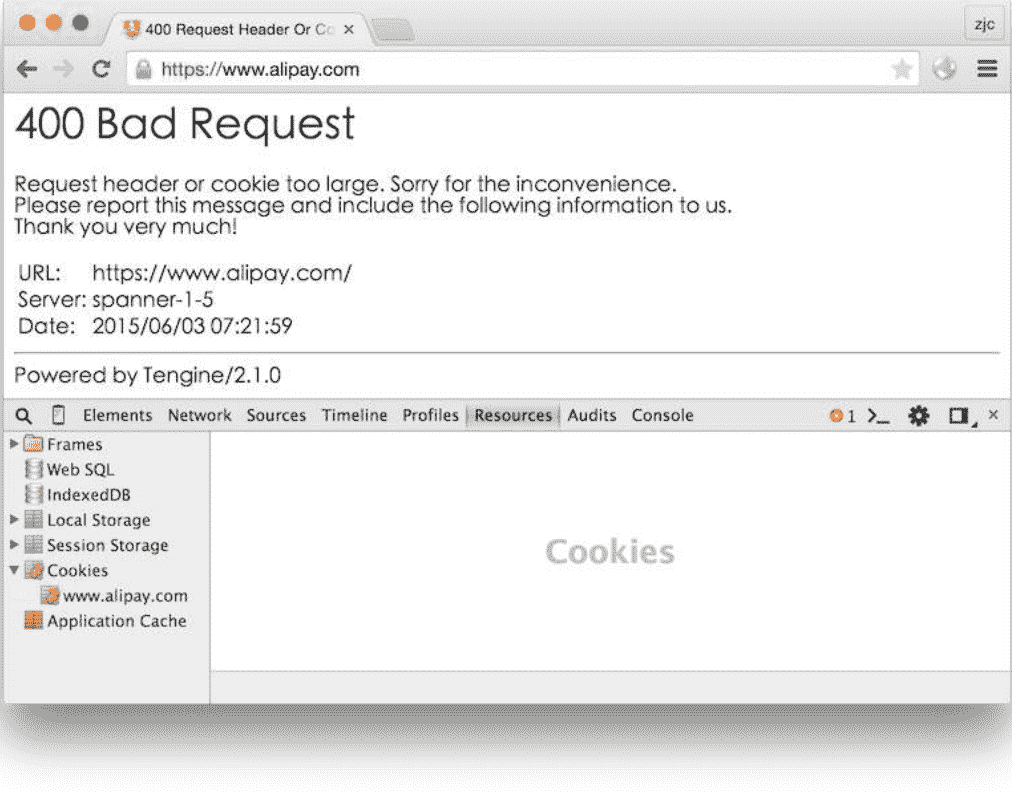 400 Request Header Or Co
zjc
https://www.alipay.com
400 Bad Request
Request header or cookie too large. Sorry for the inconvenience.
Please report this message and include the following information to us.
Thank you very much!
URL: https://www.alipay.com/
Server: spanner-1-5
Date: 2015/06/03 07:21:59
Powered by Tengine/2.1.0
Elements Network Sources Timeline Profiles Resources Audits Console 1
Frames
Web SQL
IndexedDB
Local Storage
Session Storage
Cookies
Cookies
www.alipay.com
Application Cache